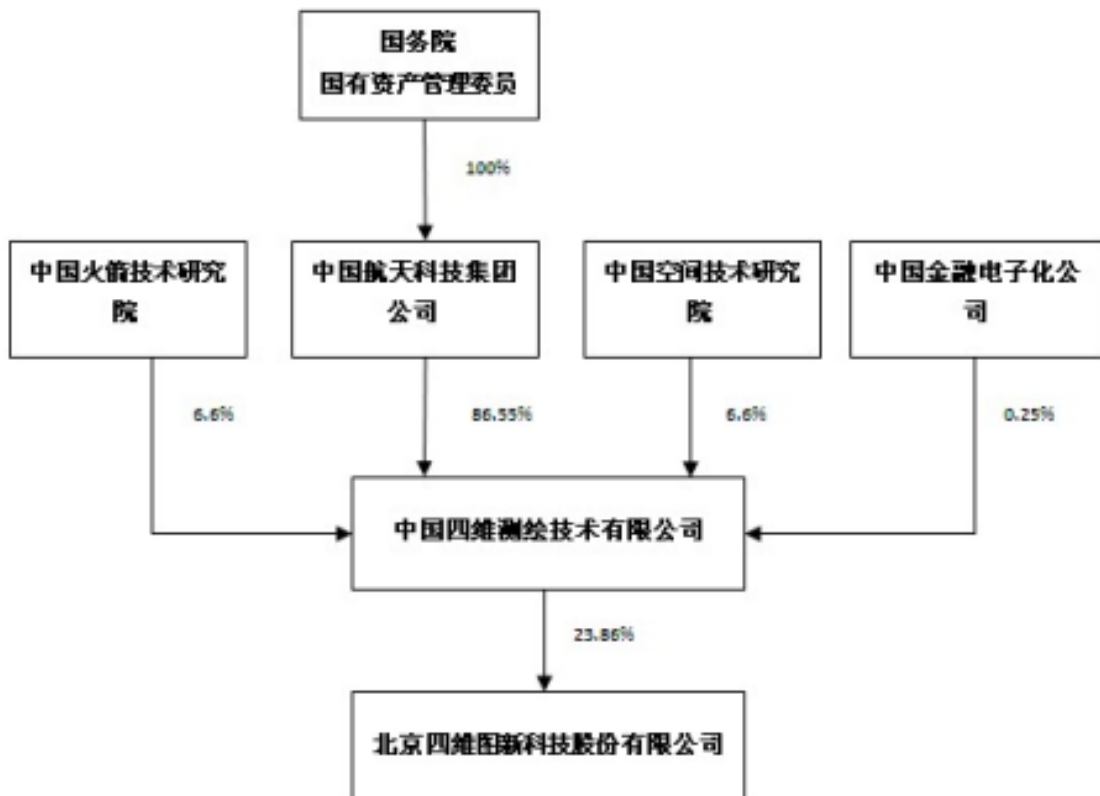 国务院
国有资产管理委员
100%
中国火箭技术研究
院
中国航天科技集团
公司
中国空间技术研究
院
中国金融电子化公
司
6.6%
86.55%
6.6%
0.25%
中国四维测绘技术有限公司
23.86%
北京四维图新科技股份有限公司